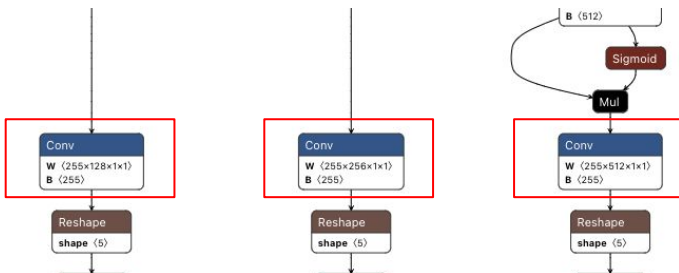 B ⟨512⟩
Sigmoid
Mul
Conv
W ⟨255×128×1×1⟩
B ⟨255⟩
Reshape
shape ⟨5⟩
Conv
W ⟨255×256×1×1⟩
B ⟨255⟩
Reshape
shape ⟨5⟩
Conv
W ⟨255×512×1×1⟩
B ⟨255⟩
Reshape
shape ⟨5⟩